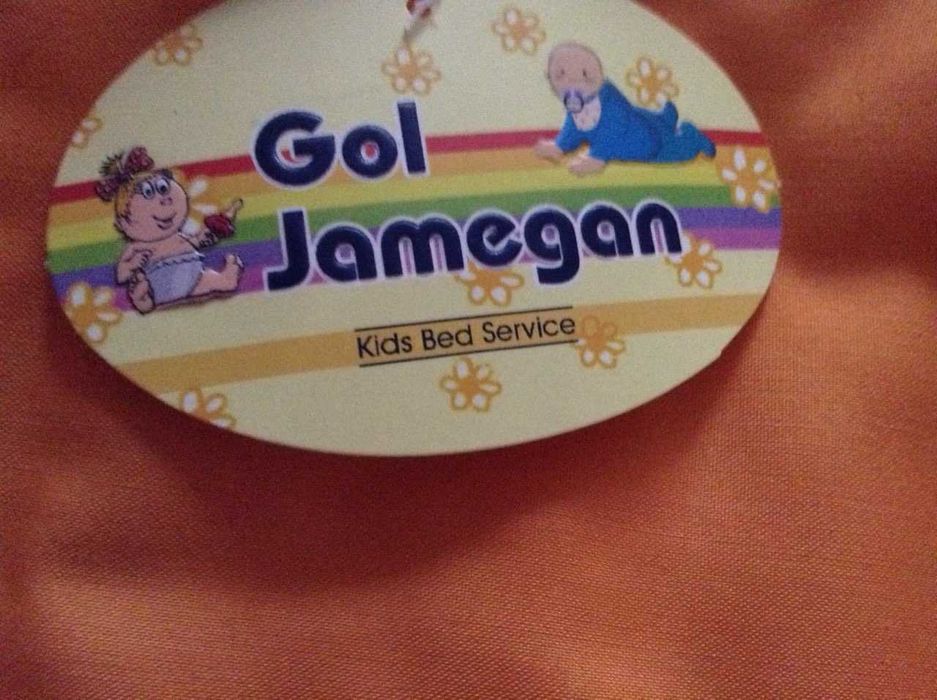 Gol
Jamegan
Kids Bed Service